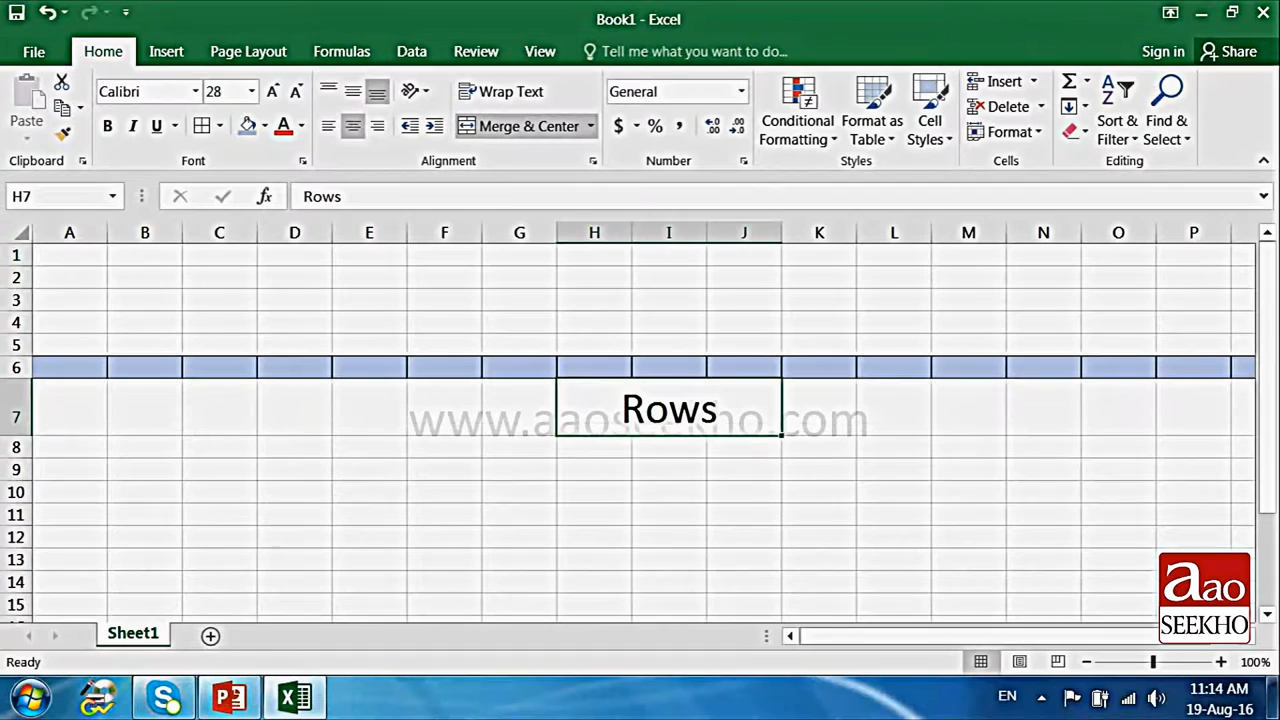 Book1 - Excel
File Home Insert Page Layout Formulas Data Review View Tell me what you want to do... Sign in Share
Paste
Clipboard
Calibri 28
B I U A
Font
Wrap Text
Merge & Center
Alignment
General
$ % ,
Number
Conditional Formatting
Format as Table
Cell Styles
Styles
Insert
Delete
Format
Cells
Sort & Filter
Find & Select
Editing
H7 fx Rows
A B C D E F G H I J K L M N O P
1
2
3
4
5
6
7 Rows
www.aaoseekho.com
8
9
10
11
12
13
14
15
aao
SEEKHO
Sheet1
Ready 100%
EN 11:14 AM
19-Aug-16